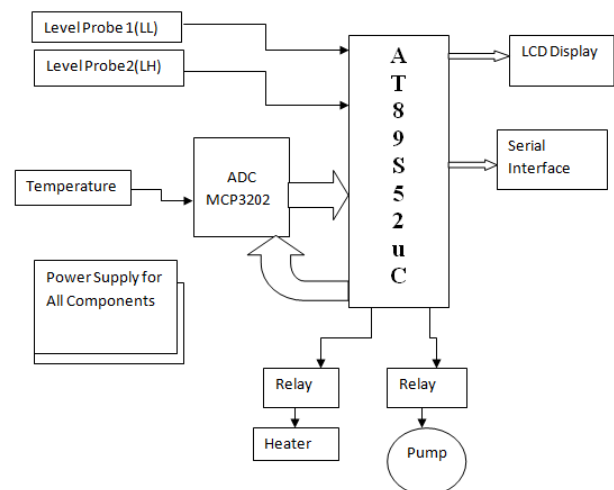 Level Probe 1(LL)
Level Probe2(LH)
Temperature
ADC
MCP3202
Power Supply for
All Components
A
T
8
9
S
5
2
u
C
LCD Display
Serial
Interface
Relay
Relay
Heater
Pump